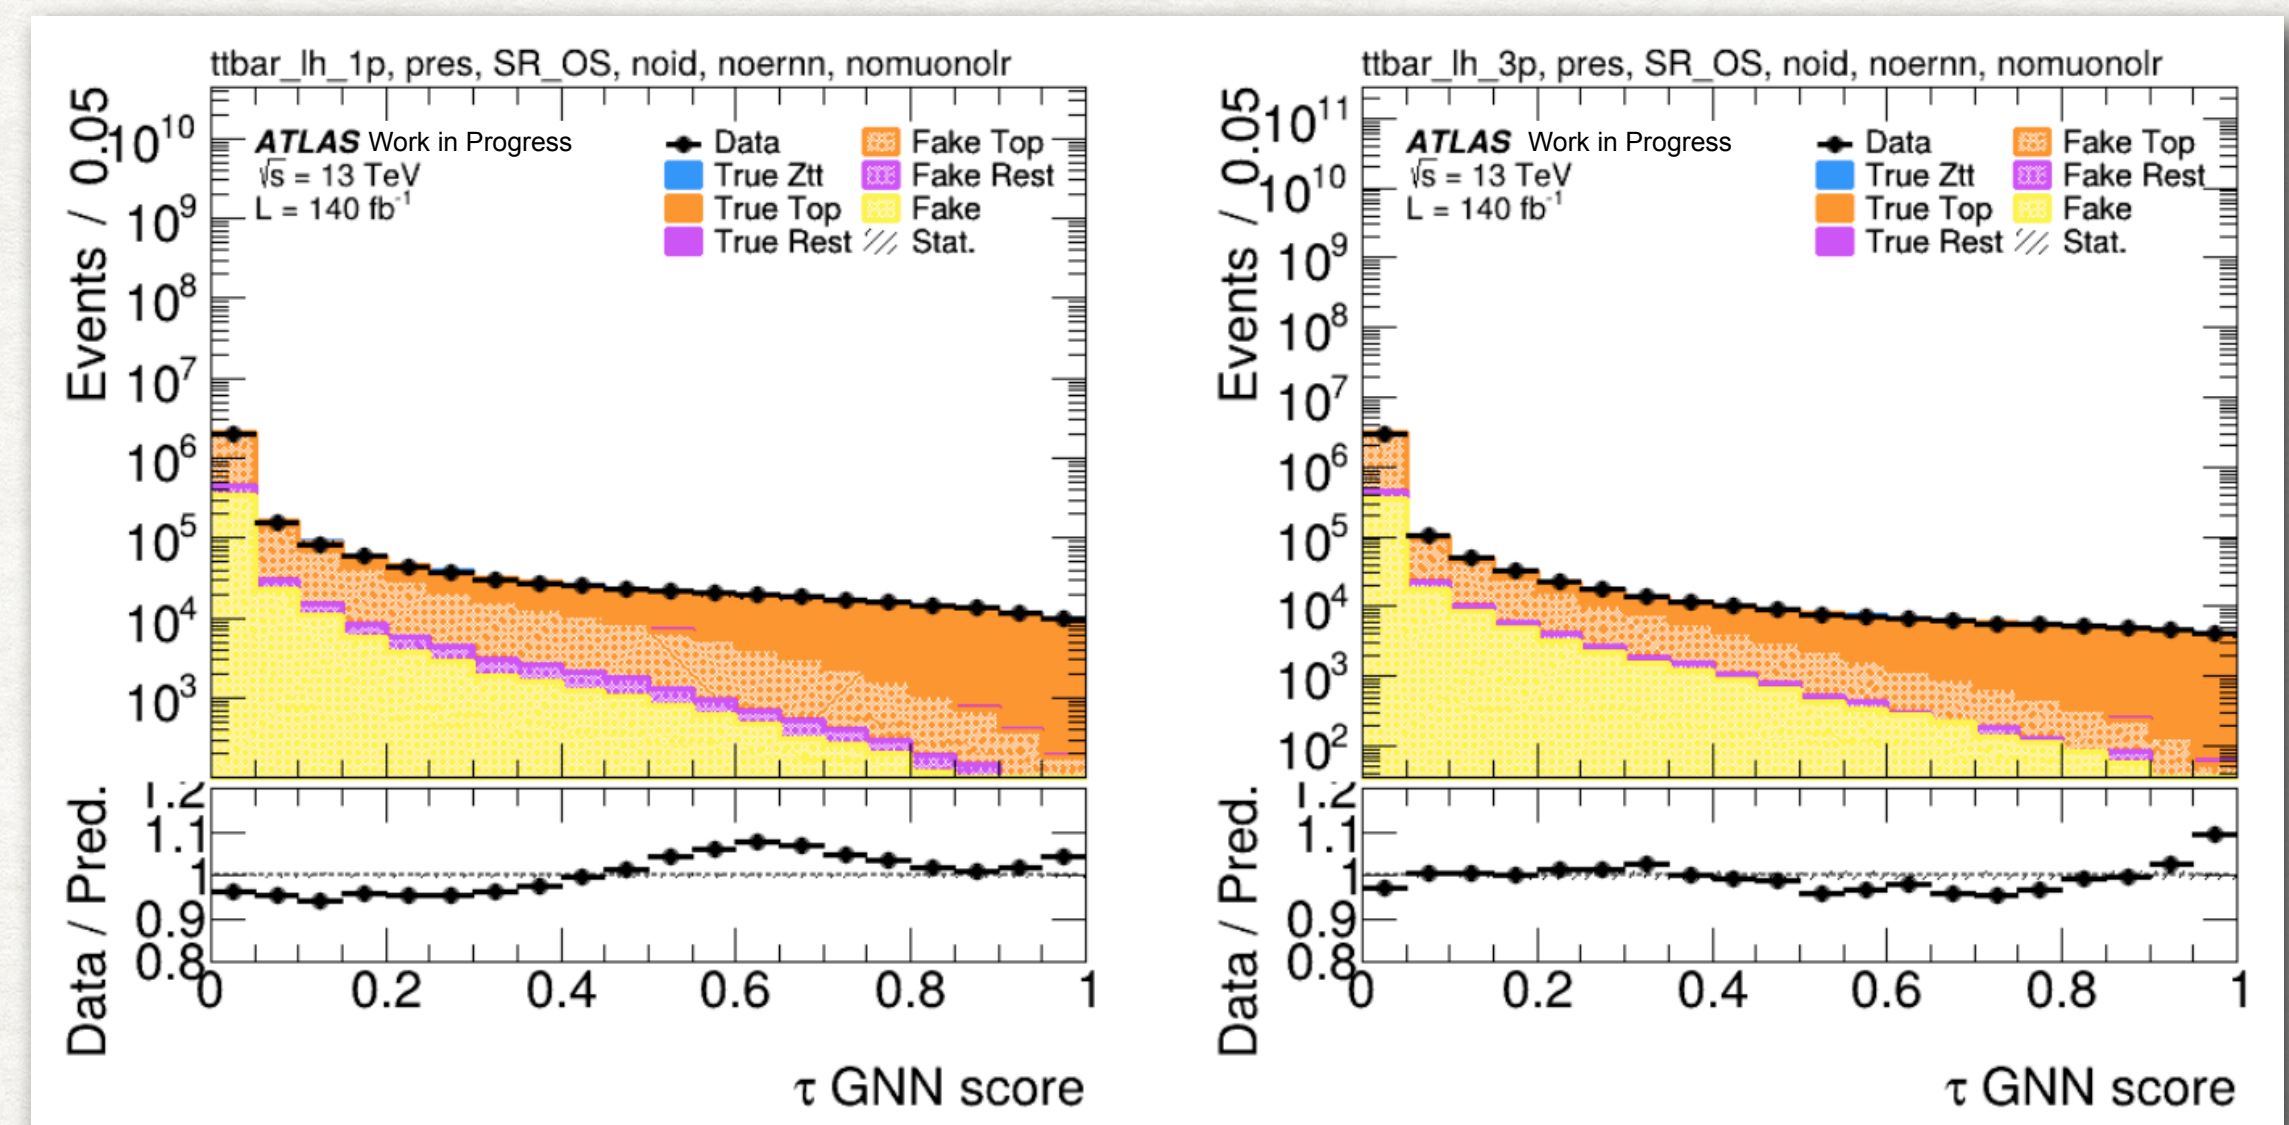 ttbar_lh_1p, pres, SR_OS, noid, noernn, nomuonolr
Events / 0.05
10^10
10^9
10^8
10^7
10^6
10^5
10^4
10^3
ATLAS Work in Progress
√s = 13 TeV
L = 140 fb^-1
Data
True Ztt
True Top
True Rest
Fake Top
Fake Rest
Fake
Stat.
Data / Pred.
1.2
1.1
1
0.9
0.8
0 0.2 0.4 0.6 0.8 1
τ GNN score
ttbar_lh_3p, pres, SR_OS, noid, noernn, nomuonolr
Events / 0.05
10^11
10^10
10^9
10^8
10^7
10^6
10^5
10^4
10^3
10^2
ATLAS Work in Progress
√s = 13 TeV
L = 140 fb^-1
Data
True Ztt
True Top
True Rest
Fake Top
Fake Rest
Fake
Stat.
Data / Pred.
1.2
1.1
1
0.9
0.8
0 0.2 0.4 0.6 0.8 1
τ GNN score